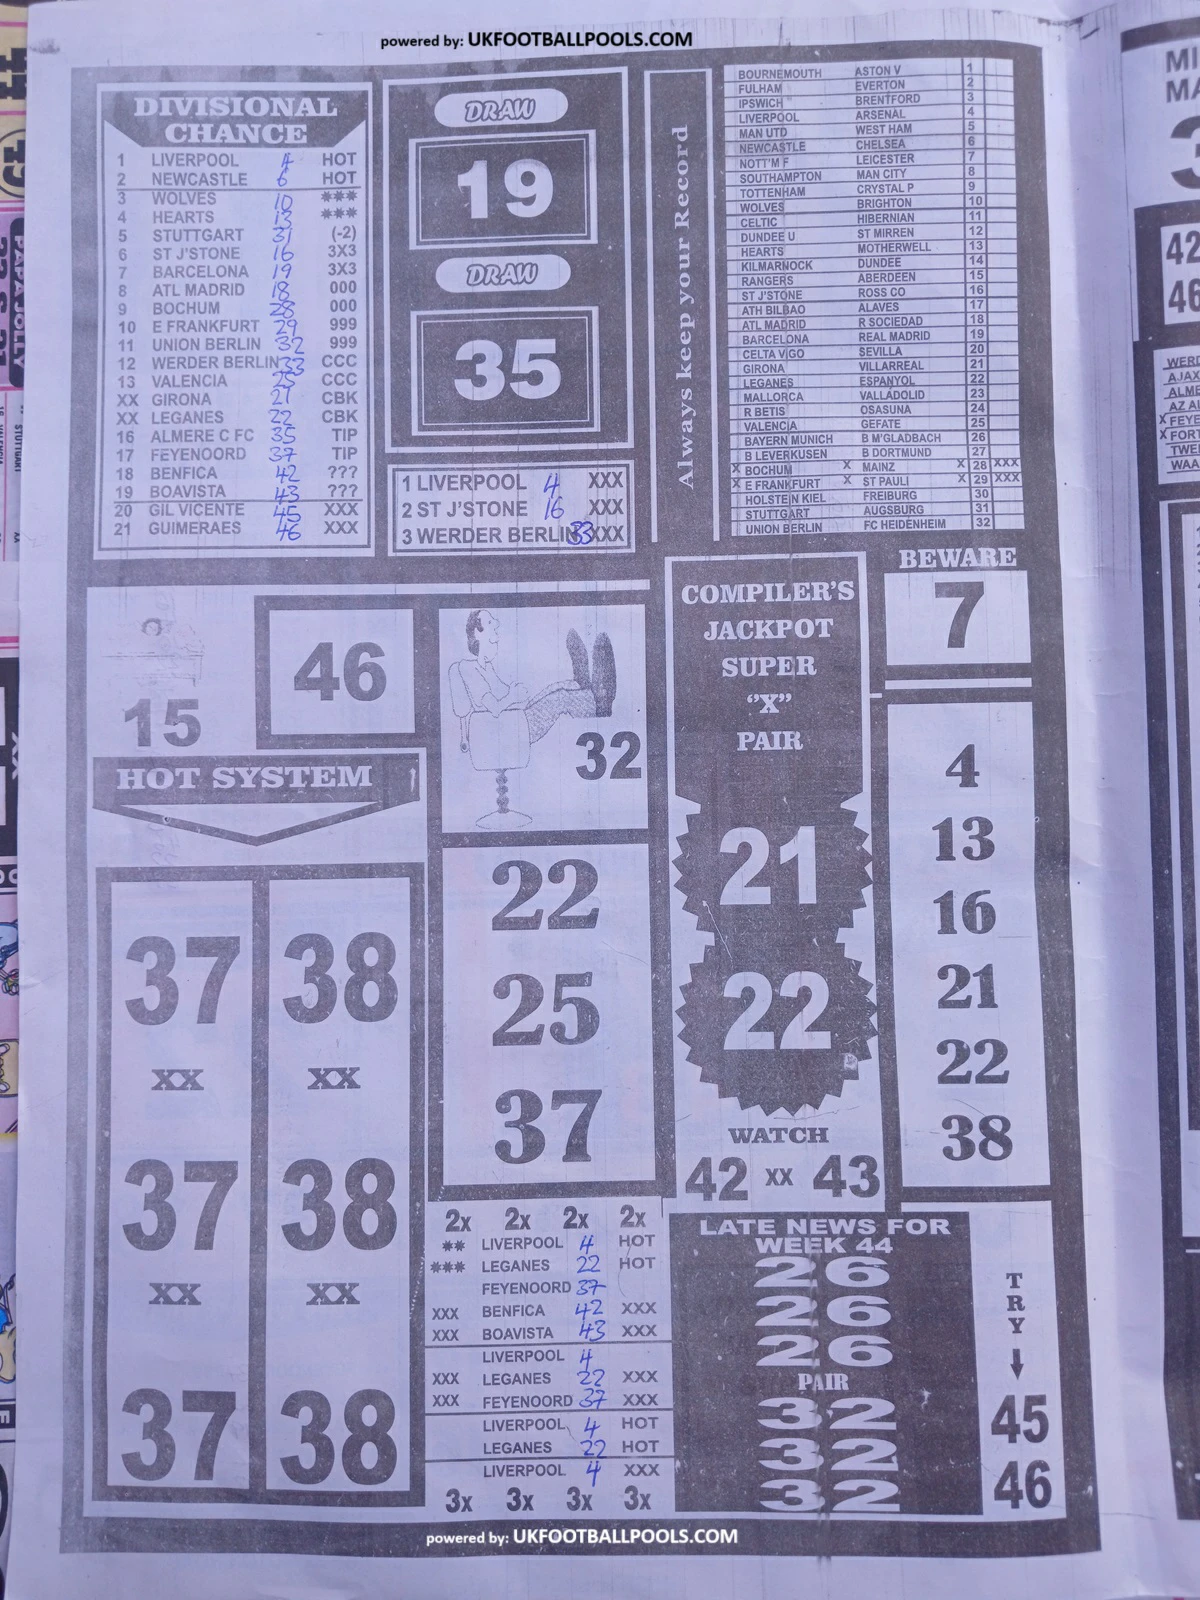 powered by: UKFOOTBALLPOOLS.COM
DIVISIONAL
CHANCE
1 LIVERPOOL 4 HOT
2 NEWCASTLE 6 HOT
3 WOLVES 10 ***
4 HEARTS 13 ***
5 STUTTGART 31 (-2)
6 ST J'STONE 16 3X3
7 BARCELONA 19 3X3
8 ATL MADRID 18 000
9 BOCHUM 28 000
10 E FRANKFURT 29 999
11 UNION BERLIN 32 999
12 WERDER BERLIN 33 CCC
13 VALENCIA 25 CCC
XX GIRONA 21 CBK
XX LEGANES 22 CBK
16 ALMERE C FC 35 TIP
17 FEYENOORD 37 TIP
18 BENFICA 42 ???
19 BOAVISTA 43 ???
20 GIL VICENTE 45 XXX
21 GUIMERAES 46 XXX
DRAW
19
DRAW
35
1 LIVERPOOL 4 XXX
2 ST J'STONE 16 XXX
3 WERDER BERLIN 33 XXX
Always keep your Record
BOURNEMOUTH ASTON V 1
FULHAM EVERTON 2
IPSWICH BRENTFORD 3
LIVERPOOL ARSENAL 4
MAN UTD WEST HAM 5
NEWCASTLE CHELSEA 6
NOTT'M F LEICESTER 7
SOUTHAMPTON MAN CITY 8
TOTTENHAM CRYSTAL P 9
WOLVES BRIGHTON 10
CELTIC HIBERNIAN 11
DUNDEE U ST MIRREN 12
HEARTS MOTHERWELL 13
KILMARNOCK DUNDEE 14
RANGERS ABERDEEN 15
ST J'STONE ROSS CO 16
ATH BILBAO ALAVES 17
ATL MADRID R SOCIEDAD 18
BARCELONA REAL MADRID 19
CELTA VIGO SEVILLA 20
GIRONA VILLARREAL 21
LEGANES ESPANYOL 22
MALLORCA VALLADOLID 23
R BETIS OSASUNA 24
VALENCIA GEFATE 25
BAYERN MUNICH B M'GLADBACH 26
B LEVERKUSEN B DORTMUND 27
X BOCHUM X MAINZ X 28 XXX
X E FRANKFURT X ST PAULI X 29 XXX
HOLSTEIN KIEL FREIBURG 30
STUTTGART AUGSBURG 31
UNION BERLIN FC HEIDENHEIM 32
15
46
32
HOT SYSTEM
37 38
XX XX
37 38
XX XX
37 38
22
25
37
COMPILER'S
JACKPOT
SUPER
"X"
PAIR
21
22
WATCH
42 XX 43
BEWARE
7
4
13
16
21
22
38
2x 2x 2x 2x
** LIVERPOOL 4 HOT
*** LEGANES 22 HOT
FEYENOORD 37
XXX BENFICA 42 XXX
XXX BOAVISTA 43 XXX
LIVERPOOL 4
XXX LEGANES 22 XXX
XXX FEYENOORD 37 XXX
LIVERPOOL 4 HOT
LEGANES 22 HOT
LIVERPOOL 4 XXX
3x 3x 3x 3x
LATE NEWS FOR
WEEK 44
26
26
26
PAIR
32
32
32
TRY
45
46
powered by: UKFOOTBALLPOOLS.COM
42
46